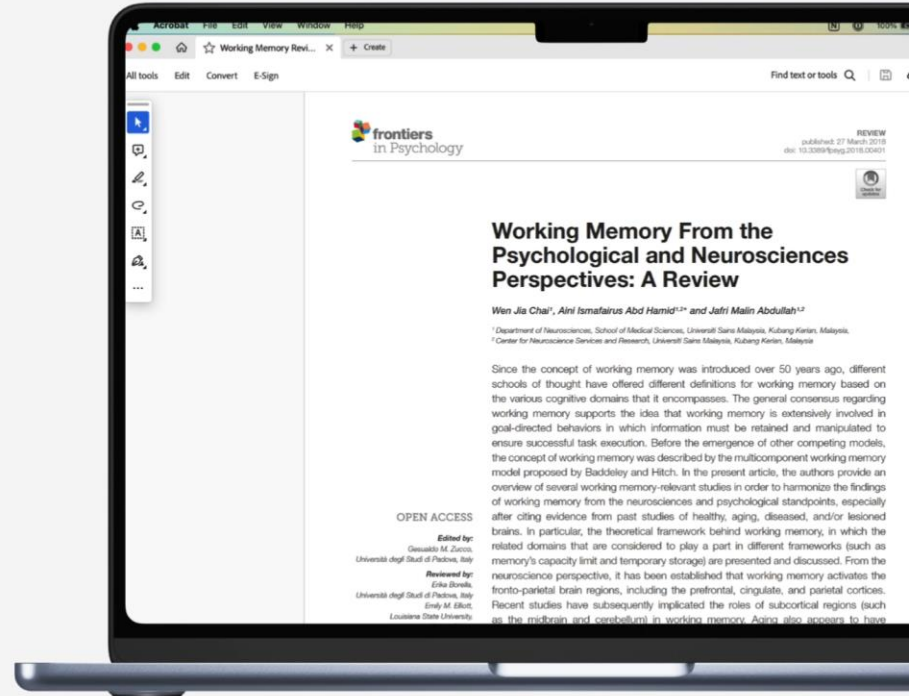 Acrobat File Edit View Window Help 100%
Working Memory Revi... × + Create
All tools Edit Convert E-Sign Find text or tools
frontiers
in Psychology
REVIEW
published: 27 March 2018
doi: 10.3389/fpsyg.2018.00401
Check for
updates
Working Memory From the
Psychological and Neurosciences
Perspectives: A Review
Wen Jia Chai¹, Aini Ismafairus Abd Hamid¹,²* and Jafri Malin Abdullah¹,²
¹ Department of Neurosciences, School of Medical Sciences, Universiti Sains Malaysia, Kubang Kerian, Malaysia,
² Center for Neuroscience Services and Research, Universiti Sains Malaysia, Kubang Kerian, Malaysia
Since the concept of working memory was introduced over 50 years ago, different
schools of thought have offered different definitions for working memory based on
the various cognitive domains that it encompasses. The general consensus regarding
working memory supports the idea that working memory is extensively involved in
goal-directed behaviors in which information must be retained and manipulated to
ensure successful task execution. Before the emergence of other competing models,
the concept of working memory was described by the multicomponent working memory
model proposed by Baddeley and Hitch. In the present article, the authors provide an
overview of several working memory-relevant studies in order to harmonize the findings
of working memory from the neurosciences and psychological standpoints, especially
after citing evidence from past studies of healthy, aging, diseased, and/or lesioned
brains. In particular, the theoretical framework behind working memory, in which the
related domains that are considered to play a part in different frameworks (such as
memory's capacity limit and temporary storage) are presented and discussed. From the
neuroscience perspective, it has been established that working memory activates the
fronto-parietal brain regions, including the prefrontal, cingulate, and parietal cortices.
Recent studies have subsequently implicated the roles of subcortical regions (such
as the midbrain and cerebellum) in working memory. Aging also appears to have
OPEN ACCESS
Edited by:
Gesualdo M. Zucco,
Università degli Studi di Padova, Italy
Reviewed by:
Erika Borella,
Università degli Studi di Padova, Italy
Emily M. Elliott,
Louisiana State University,